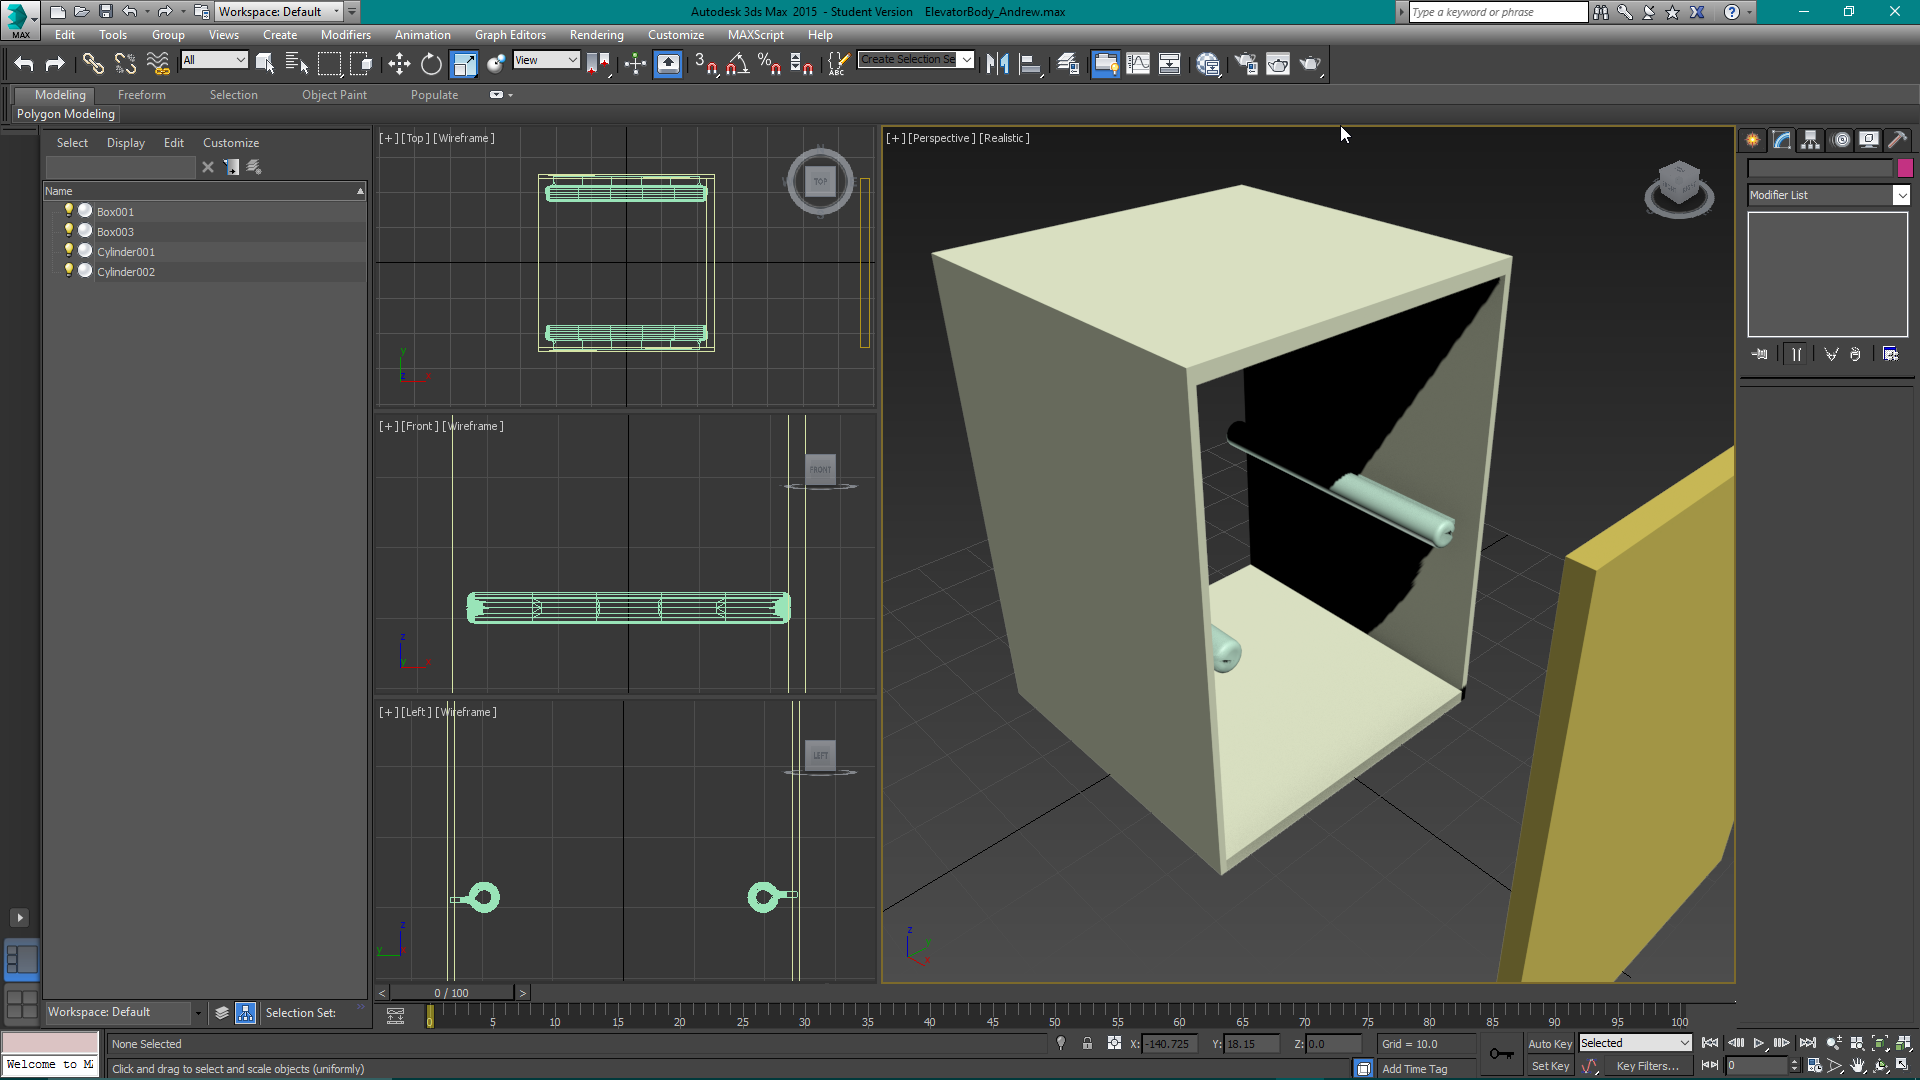 Workspace: Default
Autodesk 3ds Max 2015 - Student Version ElevatorBody_Andrew.max
Type a keyword or phrase
MAX
Edit Tools Group Views Create Modifiers Animation Graph Editors Rendering Customize MAXScript Help
All
View
3
%
ABC
Create Selection Se
Modeling Freeform Selection Object Paint Populate
Polygon Modeling
Select Display Edit Customize
Name
Box001
Box003
Cylinder001
Cylinder002
[+] [Top] [Wireframe]
TOP
[+] [Front] [Wireframe]
FRONT
[+] [Left] [Wireframe]
LEFT
[+] [Perspective] [Realistic]
Modifier List
Workspace: Default
Selection Set:
< 0 / 100 >
0 5 10 15 20 25 30 35 40 45 50 55 60 65 70 75 80 85 90 95 100
None Selected
X: -140.725 Y: 18.15 Z: 0.0
Grid = 10.0
Auto Key Selected
Welcome to M
Click and drag to select and scale objects (uniformly)
Add Time Tag
Set Key Key Filters...
0